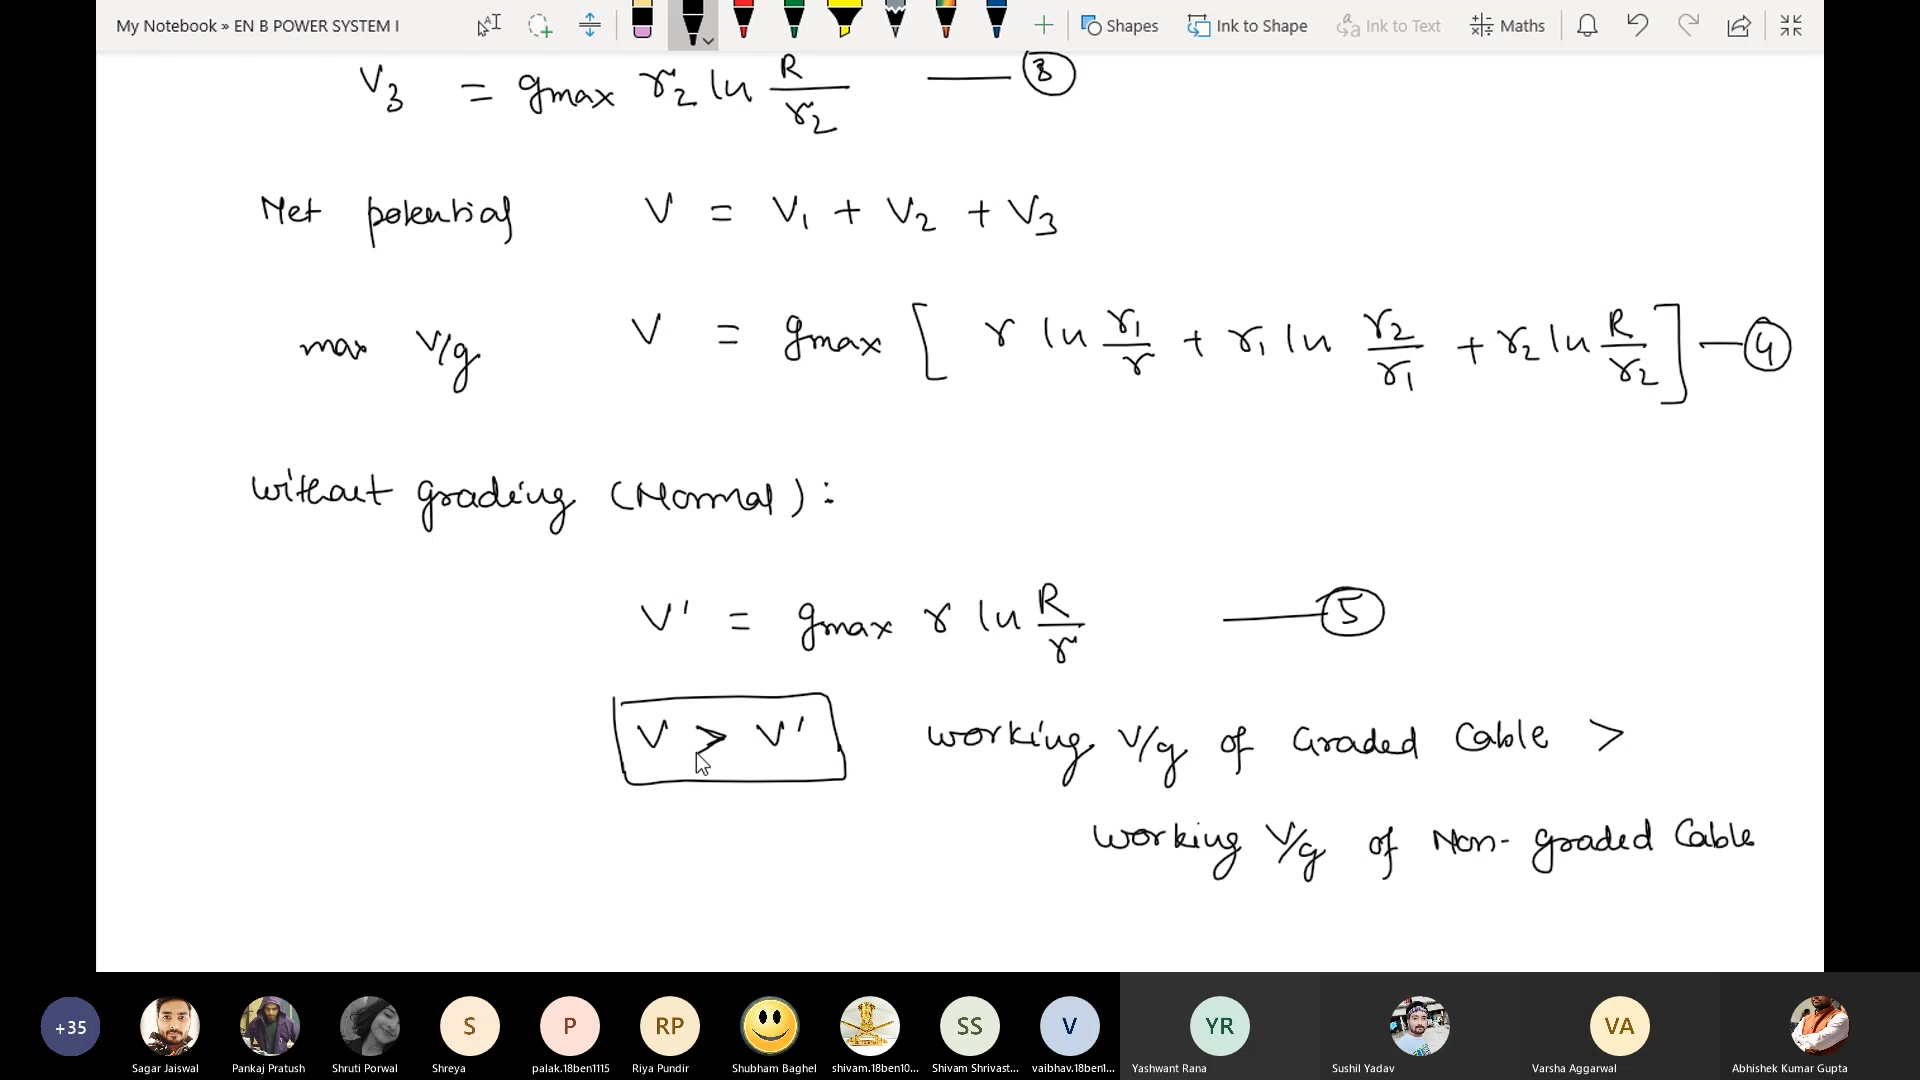 My Notebook » EN B POWER SYSTEM I
Shapes
Ink to Shape
Ink to Text
Maths
V₃ = gmax r₂ ln R/r₂ —— ③
Net potential V = V₁ + V₂ + V₃
max V/g V = gmax [ r ln r₁/r + r₁ ln r₂/r₁ + r₂ ln R/r₂ ] — ④
without grading (Normal) :
V' = gmax r ln R/r —— ⑤
V > V' working V/g of Graded Cable >
working V/g of Non-graded Cable
+35
S
P
RP
SS
V
YR
VA
Sagar Jaiswal
Pankaj Pratush
Shruti Porwal
Shreya
palak.18ben1115
Riya Pundir
Shubham Baghel
shivam.18ben10...
Shivam Shrivast...
vaibhav.18ben1...
Yashwant Rana
Sushil Yadav
Varsha Aggarwal
Abhishek Kumar Gupta